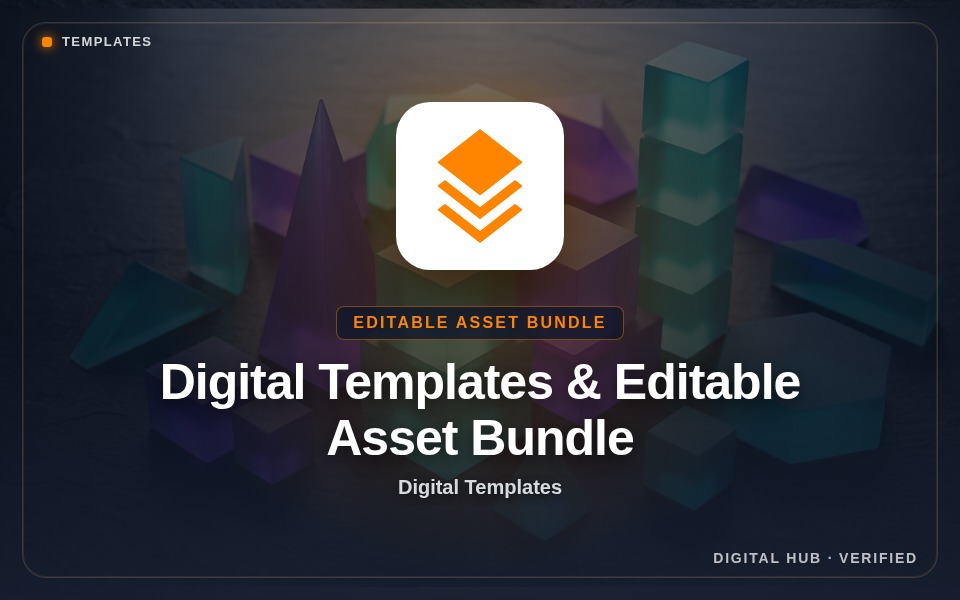 TEMPLATES
EDITABLE ASSET BUNDLE
Digital Templates & Editable
Asset Bundle
Digital Templates
DIGITAL HUB · VERIFIED